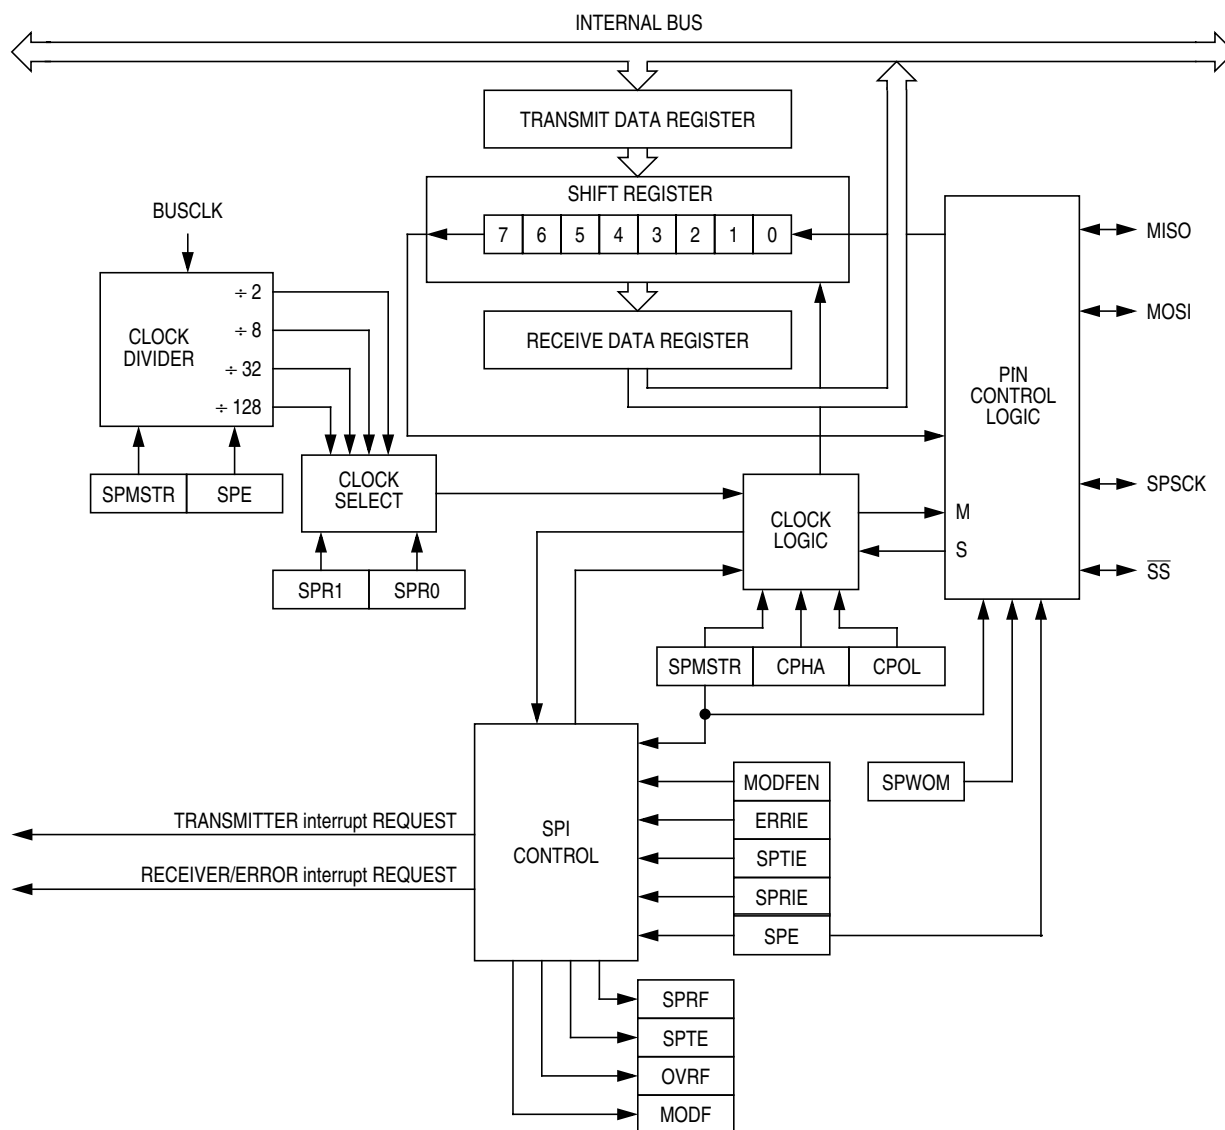 INTERNAL BUS
TRANSMIT DATA REGISTER
SHIFT REGISTER
7 6 5 4 3 2 1 0
RECEIVE DATA REGISTER
BUSCLK
CLOCK
DIVIDER
÷ 2
÷ 8
÷ 32
÷ 128
SPMSTR SPE
CLOCK
SELECT
SPR1 SPR0
CLOCK
LOGIC
PIN
CONTROL
LOGIC
M
S
MISO
MOSI
SPSCK
SS
SPMSTR CPHA CPOL
SPI
CONTROL
MODFEN
ERRIE
SPTIE
SPRIE
SPE
SPWOM
TRANSMITTER interrupt REQUEST
RECEIVER/ERROR interrupt REQUEST
SPRF
SPTE
OVRF
MODF